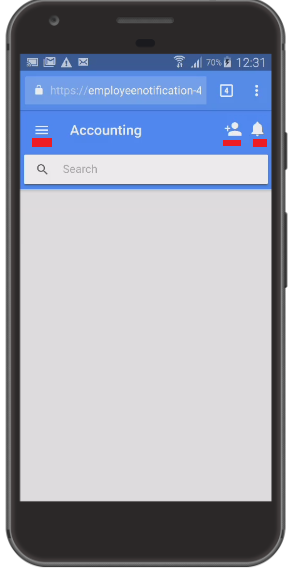 70% 12:31
https://employeenotification-4
4
Accounting
Search